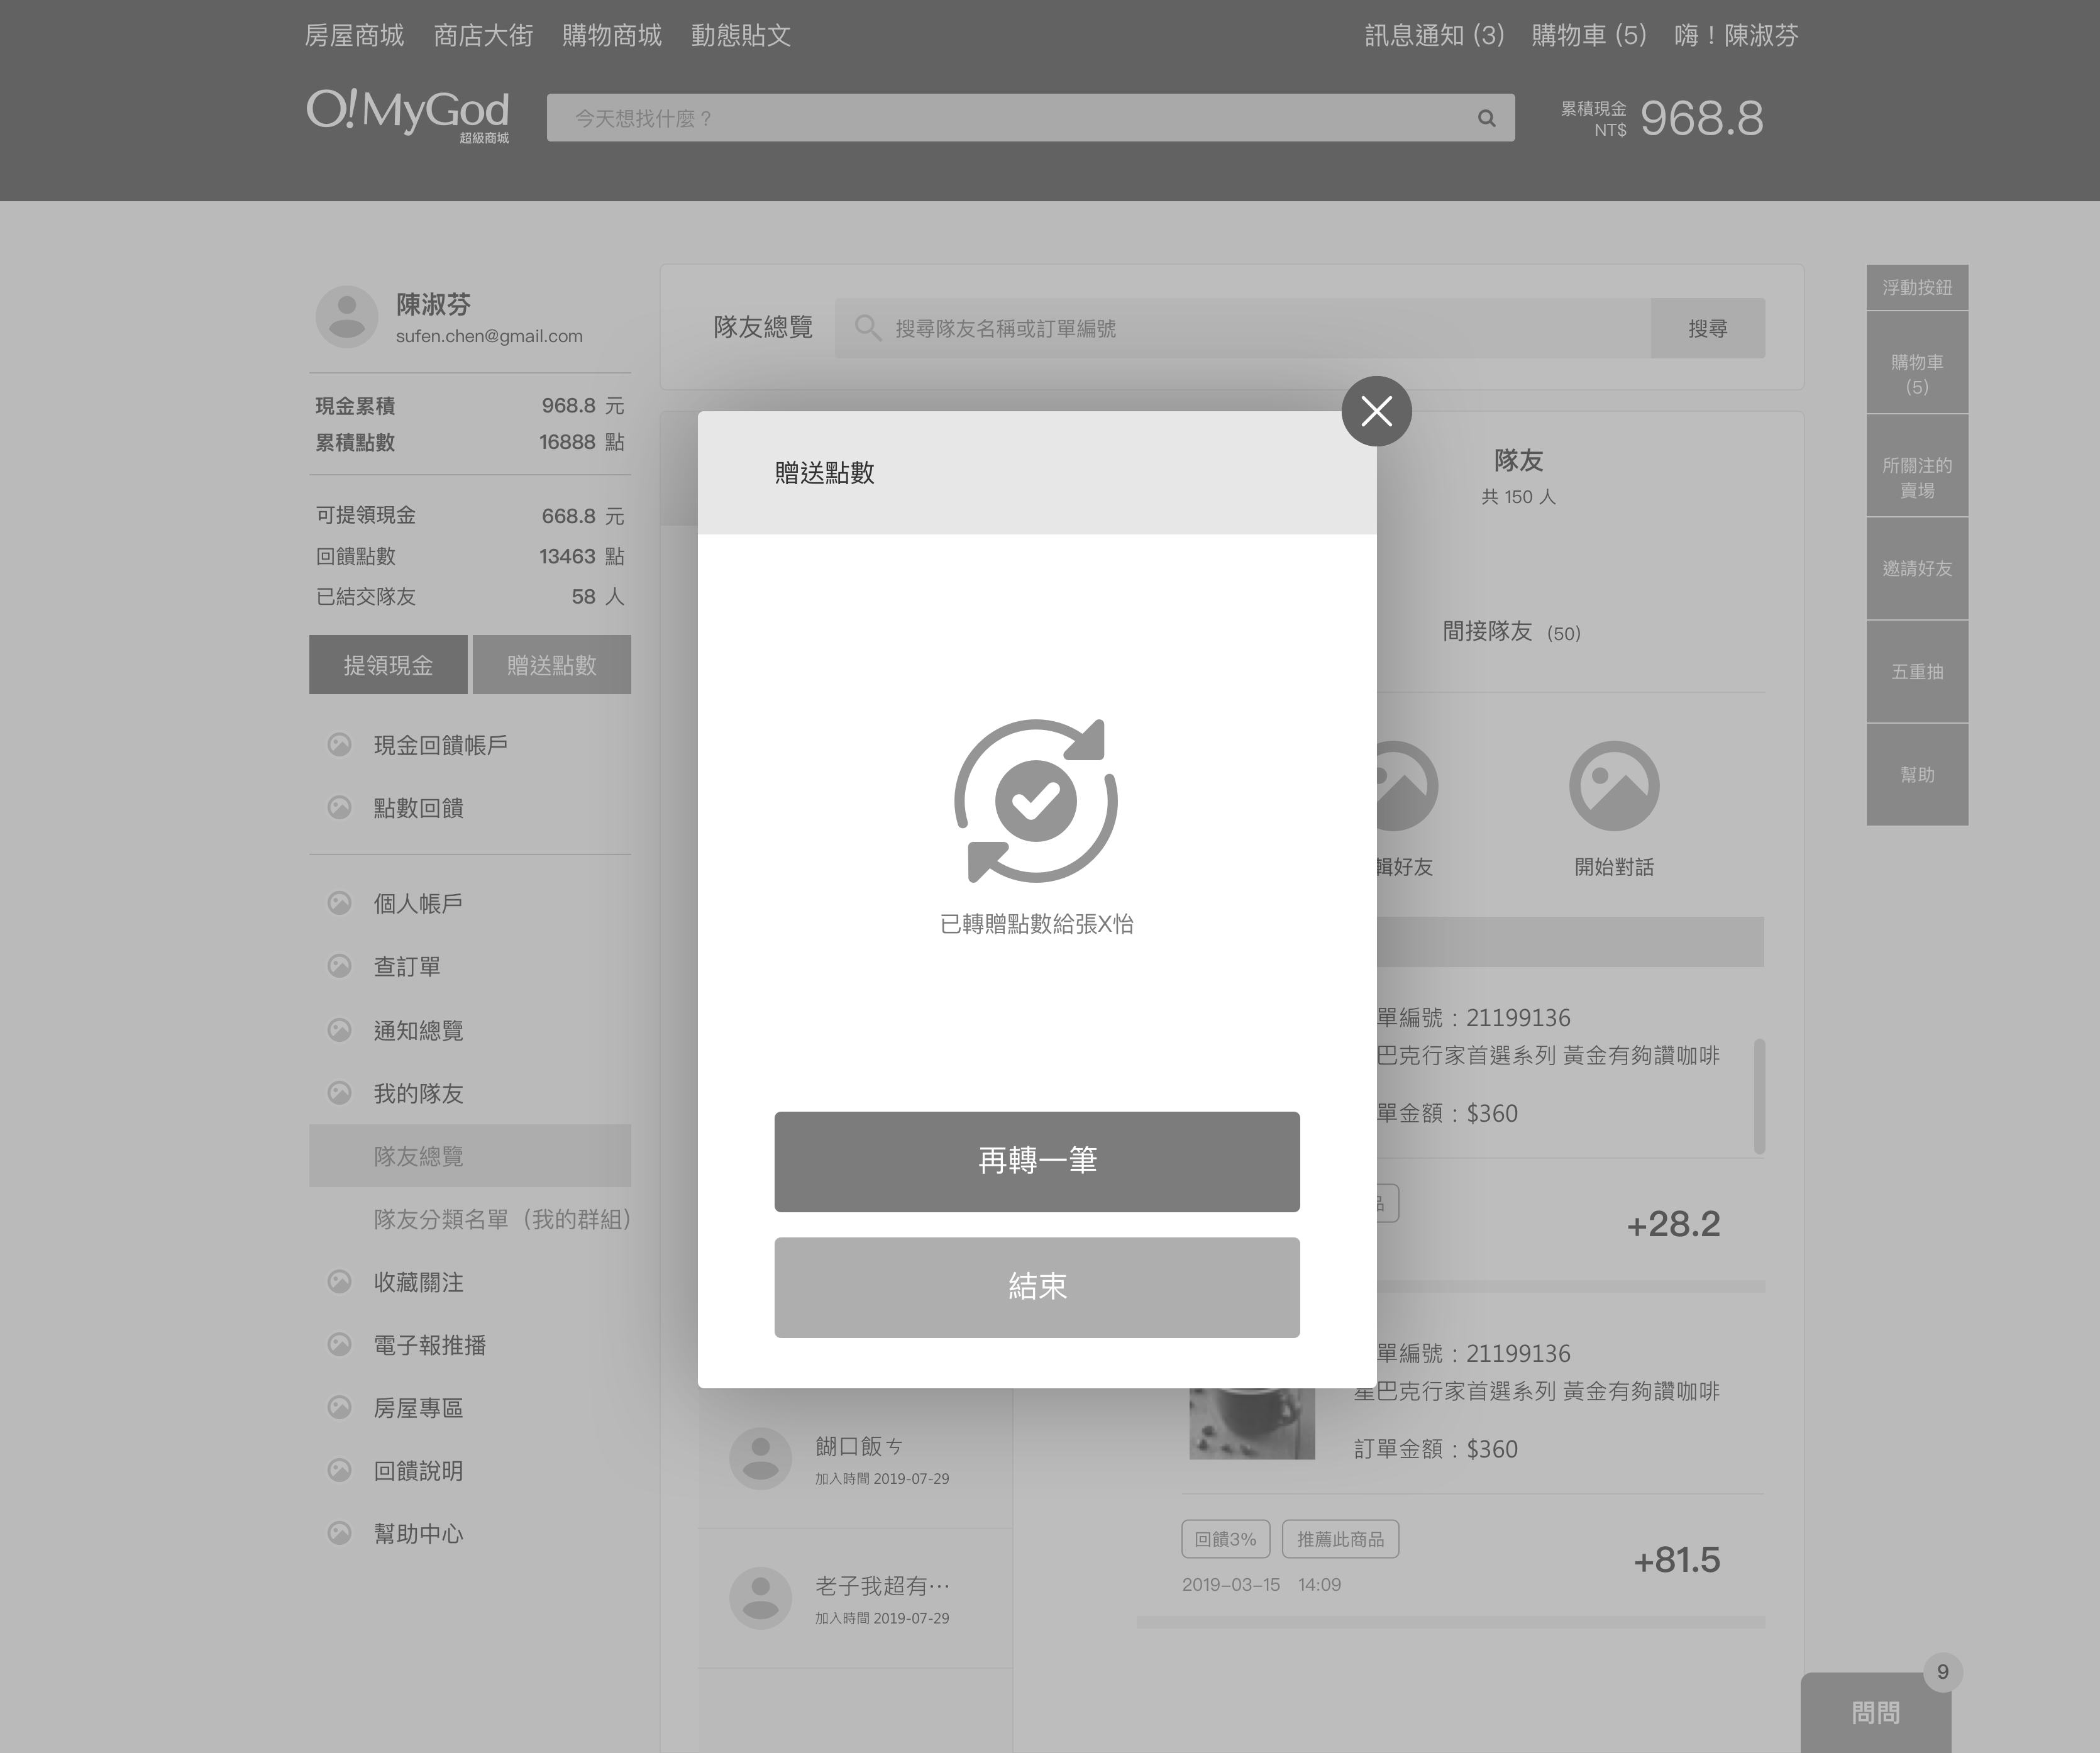 房屋商城 商店大街 購物商城 動態貼文 訊息通知 (3) 購物車 (5) 嗨！陳淑芬
O!MyGod
超級商城
今天想找什麼？
累積現金
NT$ 968.8
陳淑芬
sufen.chen@gmail.com
現金累積 968.8 元
累積點數 16888 點
可提領現金 668.8 元
回饋點數 13463 點
已結交隊友 58 人
提領現金 贈送點數
現金回饋帳戶
點數回饋
個人帳戶
查訂單
通知總覽
我的隊友
隊友總覽
隊友分類名單（我的群組）
收藏關注
電子報推播
房屋專區
回饋說明
幫助中心
隊友總覽 搜尋隊友名稱或訂單編號 搜尋
贈送點數
已轉贈點數給張X怡
再轉一筆
結束
隊友
共 150 人
間接隊友 (50)
輯好友 開始對話
單編號：21199136
巴克行家首選系列 黃金有夠讚咖啡
單金額：$360
品
+28.2
單編號：21199136
星巴克行家首選系列 黃金有夠讚咖啡
訂單金額：$360
回饋3% 推薦此商品
+81.5
2019-03-15 14:09
餬口飯ㄘ
加入時間 2019-07-29
老子我超有⋯
加入時間 2019-07-29
浮動按鈕
購物車
(5)
所關注的
賣場
邀請好友
五重抽
幫助
9
問問